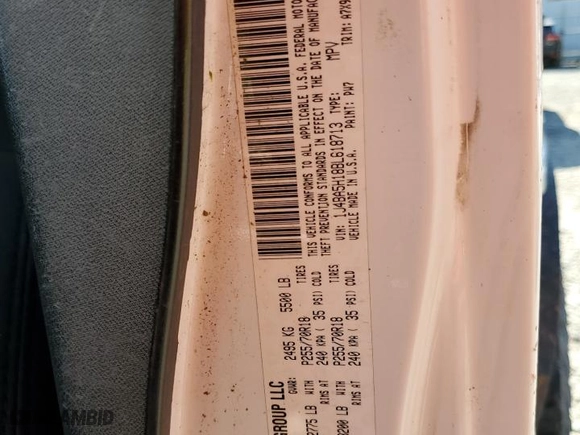 GROUP LLC
GVWR: 2495 KG 5500 LB
2775 LB WITH P255/70R18 TIRES
RIMS AT 240 KPA ( 35 PSI) COLD
3200 LB WITH P255/70R18 TIRES
RIMS AT 240 KPA ( 35 PSI) COLD
THIS VEHICLE CONFORMS TO ALL APPLICABLE U.S.A. FEDERAL MOTO
THEFT PREVENTION STANDARDS IN EFFECT ON THE DATE OF MANUFAC
VEHICLE MADE IN U.S.A.
1J4BA5H18BL618713 TYPE: MPV
PAINT: PW7 TRIM: A7X9